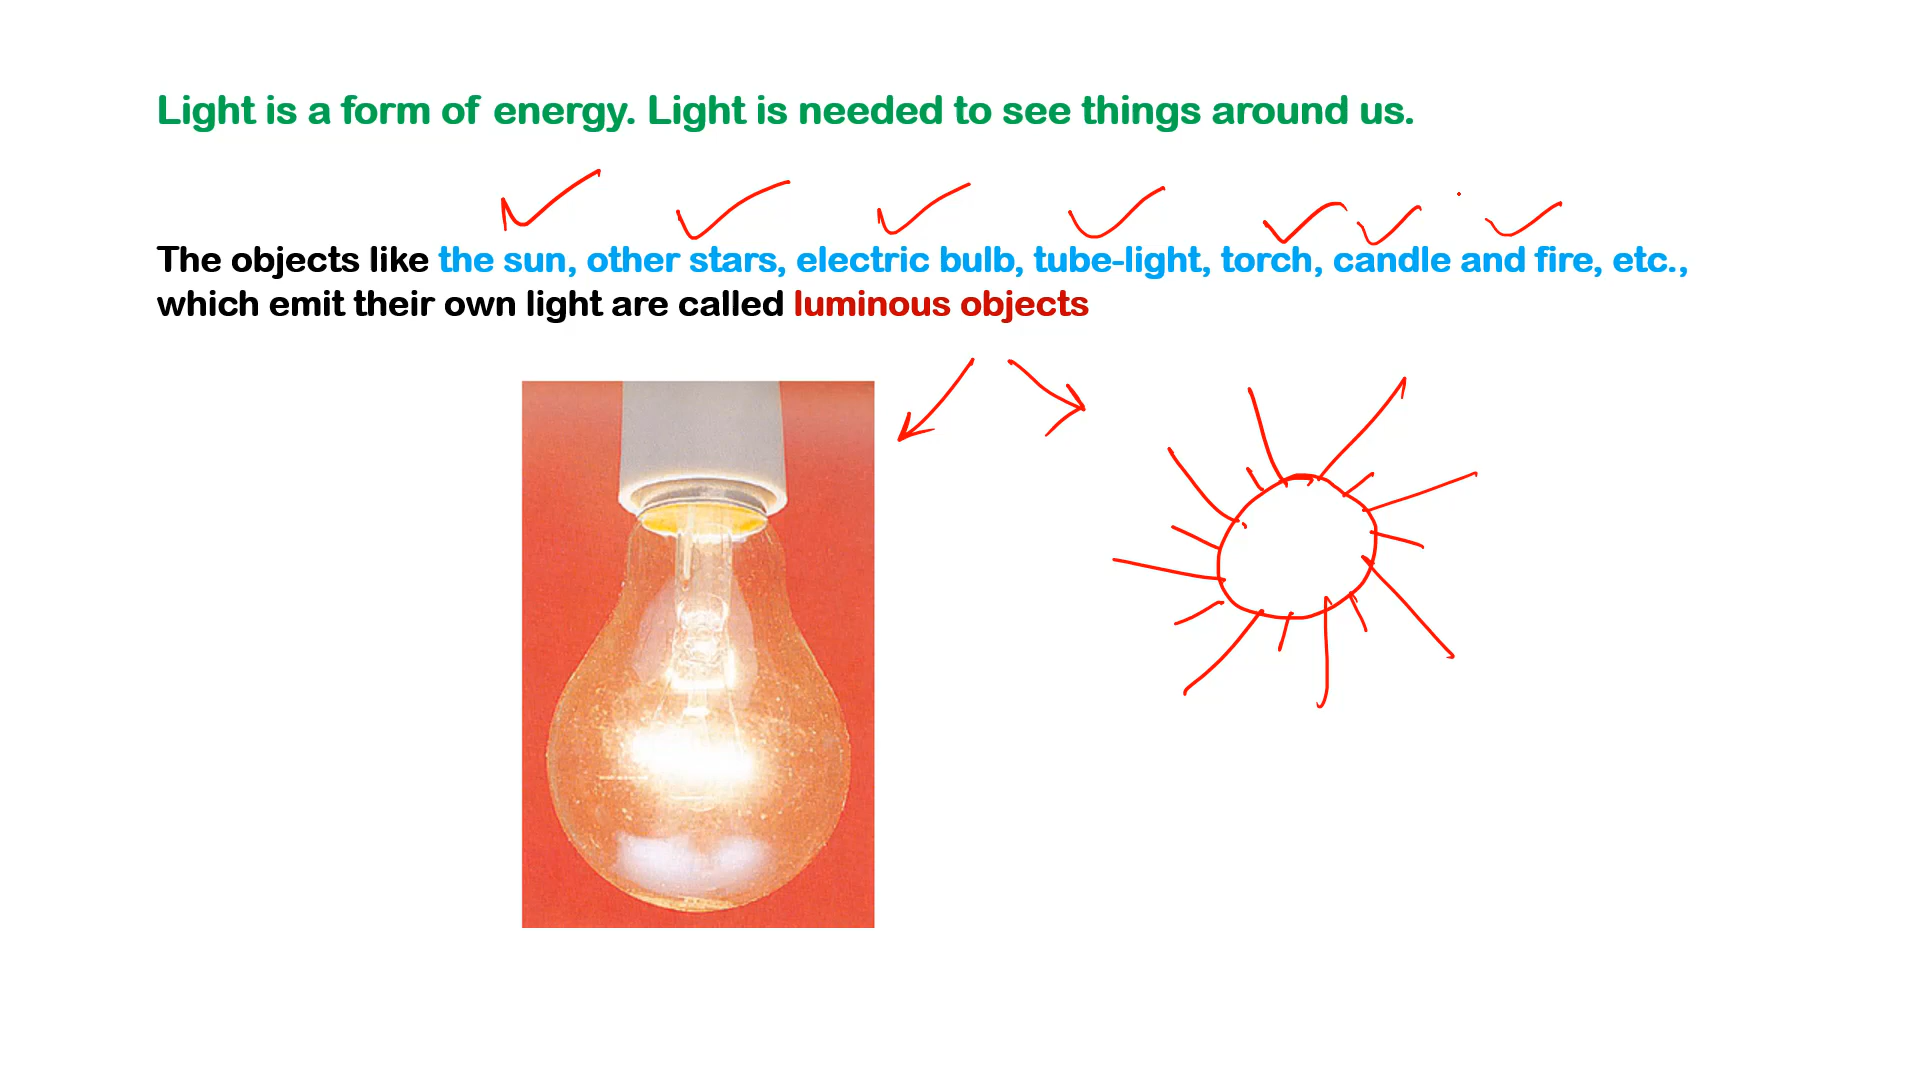 Light is a form of energy. Light is needed to see things around us.
The objects like the sun, other stars, electric bulb, tube-light, torch, candle and fire, etc.,
which emit their own light are called luminous objects